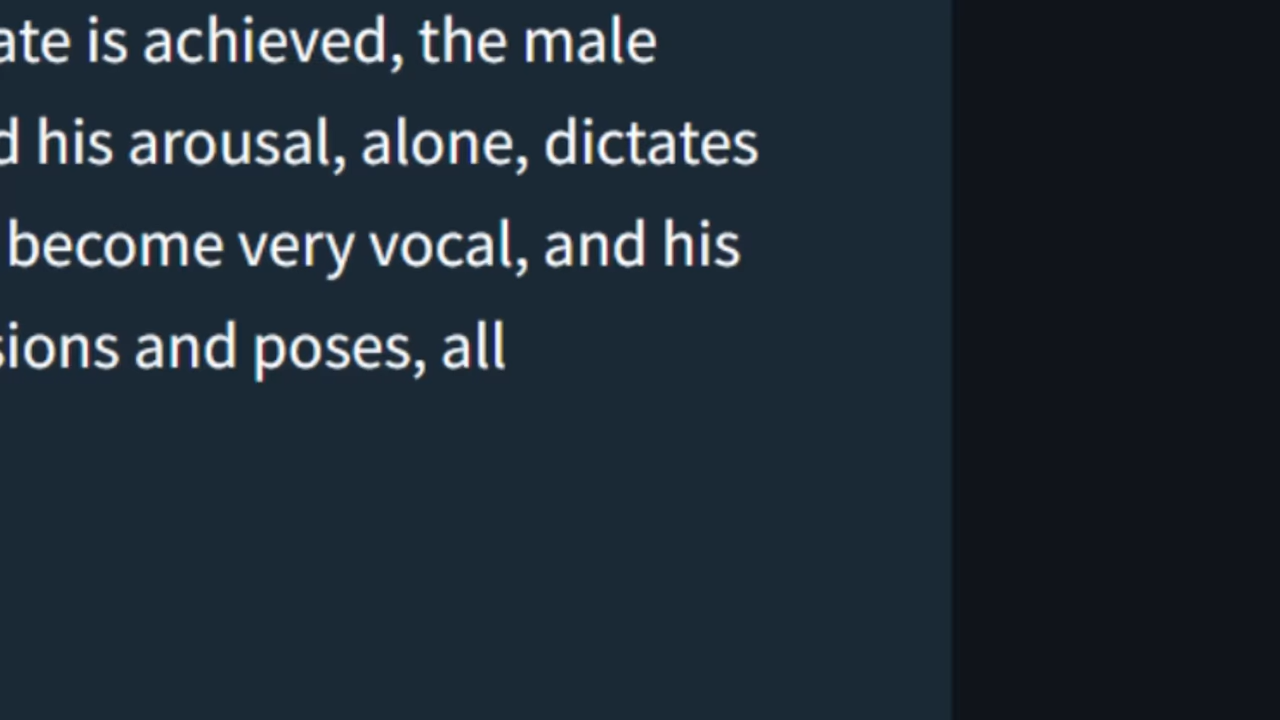 ate is achieved, the male
d his arousal, alone, dictates
become very vocal, and his
sions and poses, all